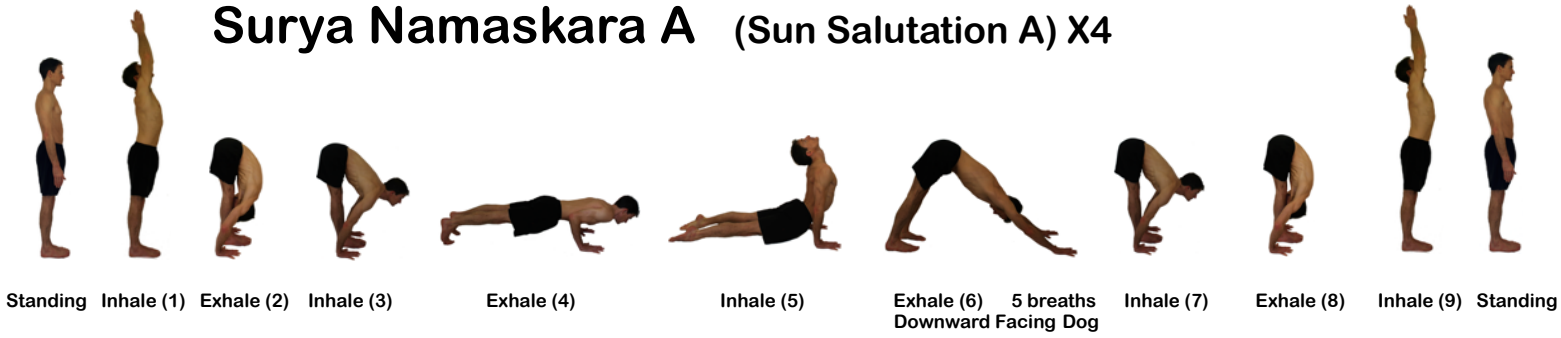 Surya Namaskara A (Sun Salutation A) X4
Standing Inhale (1) Exhale (2) Inhale (3) Exhale (4) Inhale (5) Exhale (6) 5 breaths Inhale (7) Exhale (8) Inhale (9) Standing
Downward Facing Dog